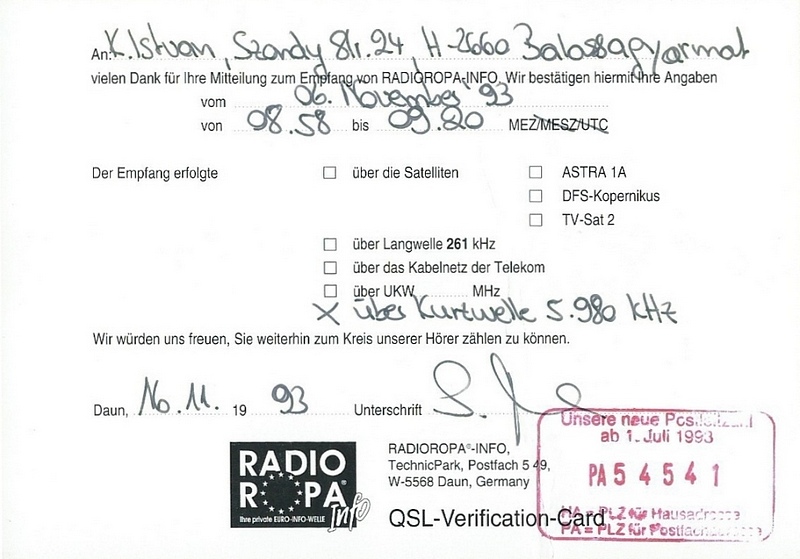 An: K. Istvan, Szondy Str. 24, H-2660 Balassagyarmat
vielen Dank für Ihre Mitteilung zum Empfang von RADIOROPA-INFO. Wir bestätigen hiermit Ihre Angaben
vom 06. November 93
von 08.58 bis 09.20 MEZ/MESZ/UTC
Der Empfang erfolgte □ über die Satelliten □ ASTRA 1A
□ DFS-Kopernikus
□ TV-Sat 2
□ über Langwelle 261 kHz
□ über das Kabelnetz der Telekom
□ über UKW ........ MHz
X über Kurzwelle 5.980 kHz
Wir würden uns freuen, Sie weiterhin zum Kreis unserer Hörer zählen zu können.
Daun, No. 11. 19 93 Unterschrift
RADIO
ROPA®
Info
Ihre private EURO-INFO-WELLE
RADIOROPA®-INFO,
TechnicPark, Postfach 5 49,
W-5568 Daun, Germany
QSL-Verification-Card
Unsere neue Postleitzahl
ab 1. Juli 1993
PA 54541
HA = PLZ für Hausadresse
PA = PLZ für Postfachadresse